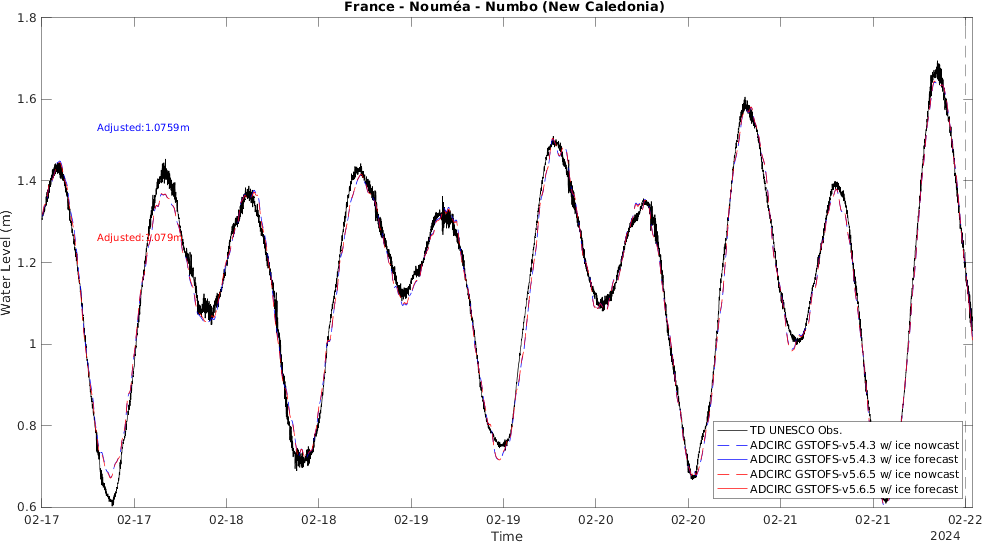 France - Nouméa - Numbo (New Caledonia)
1.8
1.6
1.4
1.2
1
0.8
0.6
Water Level (m)
Adjusted:1.0759m
Adjusted:1.079m
TD UNESCO Obs.
ADCIRC GSTOFS-v5.4.3 w/ ice nowcast
ADCIRC GSTOFS-v5.4.3 w/ ice forecast
ADCIRC GSTOFS-v5.6.5 w/ ice nowcast
ADCIRC GSTOFS-v5.6.5 w/ ice forecast
02-17 02-17 02-18 02-18 02-19 02-19 02-20 02-20 02-21 02-21 02-22
Time
2024